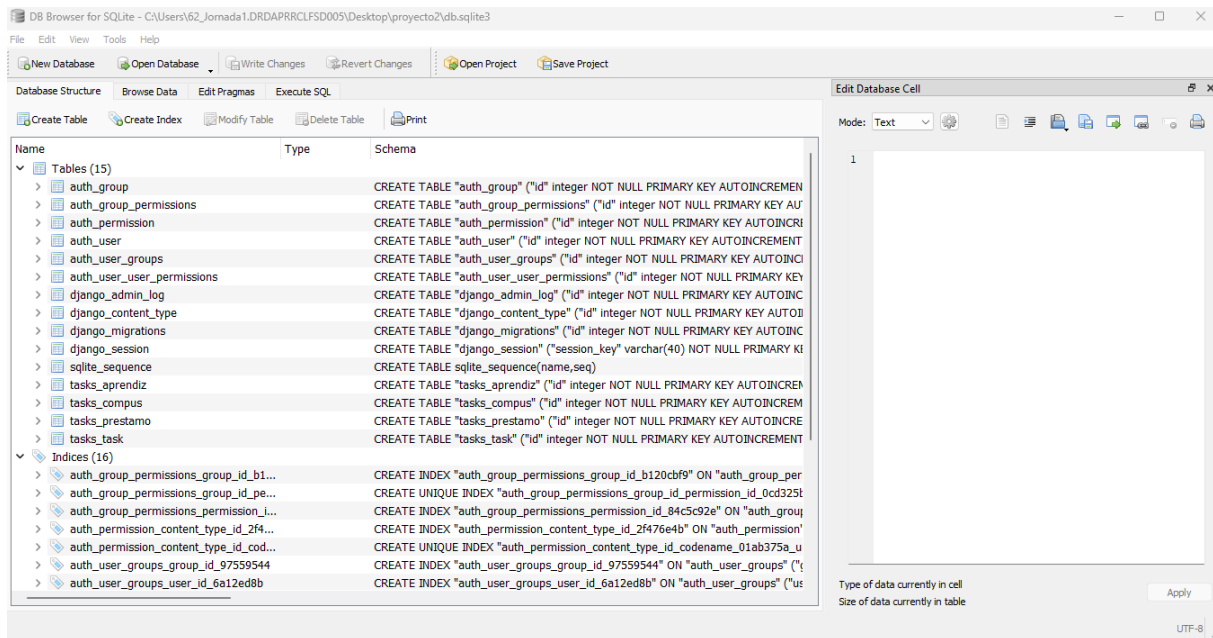 DB Browser for SQLite - C:\Users\62_Jornada1.DRDAPRRCLFSD005\Desktop\proyecto2\db.sqlite3
File Edit View Tools Help
New Database Open Database Write Changes Revert Changes Open Project Save Project
Database Structure Browse Data Edit Pragmas Execute SQL
Create Table Create Index Modify Table Delete Table Print
Name Type Schema
Tables (15)
auth_group CREATE TABLE "auth_group" ("id" integer NOT NULL PRIMARY KEY AUTOINCREMEN
auth_group_permissions CREATE TABLE "auth_group_permissions" ("id" integer NOT NULL PRIMARY KEY AU
auth_permission CREATE TABLE "auth_permission" ("id" integer NOT NULL PRIMARY KEY AUTOINCRE
auth_user CREATE TABLE "auth_user" ("id" integer NOT NULL PRIMARY KEY AUTOINCREMENT
auth_user_groups CREATE TABLE "auth_user_groups" ("id" integer NOT NULL PRIMARY KEY AUTOINCI
auth_user_user_permissions CREATE TABLE "auth_user_user_permissions" ("id" integer NOT NULL PRIMARY KEY
django_admin_log CREATE TABLE "django_admin_log" ("id" integer NOT NULL PRIMARY KEY AUTOINC
django_content_type CREATE TABLE "django_content_type" ("id" integer NOT NULL PRIMARY KEY AUTOI
django_migrations CREATE TABLE "django_migrations" ("id" integer NOT NULL PRIMARY KEY AUTOINC
django_session CREATE TABLE "django_session" ("session_key" varchar(40) NOT NULL PRIMARY KE
sqlite_sequence CREATE TABLE sqlite_sequence(name,seq)
tasks_aprendiz CREATE TABLE "tasks_aprendiz" ("id" integer NOT NULL PRIMARY KEY AUTOINCREM
tasks_compus CREATE TABLE "tasks_compus" ("id" integer NOT NULL PRIMARY KEY AUTOINCREM
tasks_prestamo CREATE TABLE "tasks_prestamo" ("id" integer NOT NULL PRIMARY KEY AUTOINCRE
tasks_task CREATE TABLE "tasks_task" ("id" integer NOT NULL PRIMARY KEY AUTOINCREMENT
Indices (16)
auth_group_permissions_group_id_b1... CREATE INDEX "auth_group_permissions_group_id_b120cbf9" ON "auth_group_per
auth_group_permissions_group_id_pe... CREATE UNIQUE INDEX "auth_group_permissions_group_id_permission_id_0cd325b
auth_group_permissions_permission_i... CREATE INDEX "auth_group_permissions_permission_id_84c5c92e" ON "auth_group
auth_permission_content_type_id_2f4... CREATE INDEX "auth_permission_content_type_id_2f476e4b" ON "auth_permission"
auth_permission_content_type_id_cod... CREATE UNIQUE INDEX "auth_permission_content_type_id_codename_01ab375a_u
auth_user_groups_group_id_97559544 CREATE INDEX "auth_user_groups_group_id_97559544" ON "auth_user_groups" ("g
auth_user_groups_user_id_6a12ed8b CREATE INDEX "auth_user_groups_user_id_6a12ed8b" ON "auth_user_groups" ("us
Edit Database Cell
Mode: Text
1
Type of data currently in cell
Size of data currently in table
Apply
UTF-8